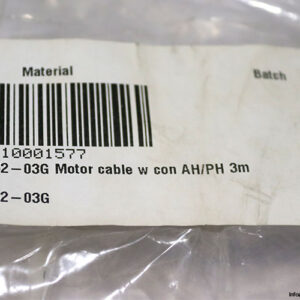 Material Batch
10001577
2-03G Motor cable w con AH/PH 3m
2-03G